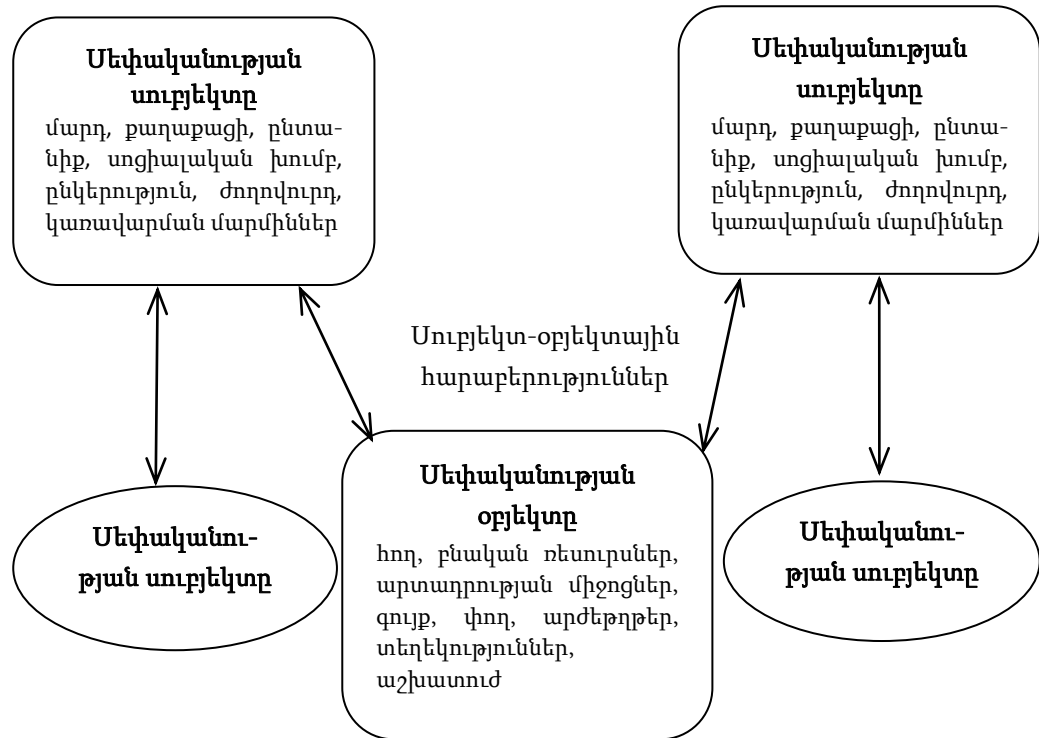 Սեփականության
սուբյեկտը
մարդ, քաղաքացի, ընտա-
նիք, սոցիալական խումբ,
ընկերություն, ժողովուրդ,
կառավարման մարմիններ
Սեփականության
սուբյեկտը
մարդ, քաղաքացի, ընտա-
նիք, սոցիալական խումբ,
ընկերություն, ժողովուրդ,
կառավարման մարմիններ
Սուբյեկտ-օբյեկտային
հարաբերություններ
Սեփականու-
թյան սուբյեկտը
Սեփականության
օբյեկտը
հող, բնական ռեսուրսներ,
արտադրության միջոցներ,
գույք, փող, արժեթղթեր,
տեղեկություններ,
աշխատուժ
Սեփականու-
թյան սուբյեկտը